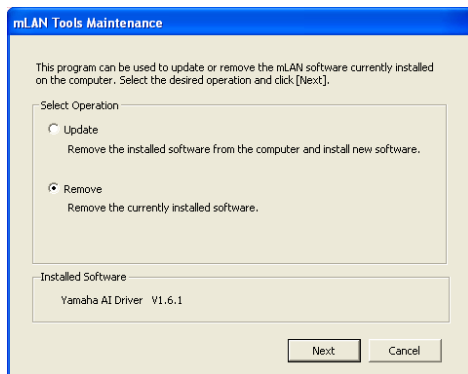 mLAN Tools Maintenance
This program can be used to update or remove the mLAN software currently installed
on the computer. Select the desired operation and click [Next].
Select Operation
Update
Remove the installed software from the computer and install new software.
Remove
Remove the currently installed software.
Installed Software
Yamaha AI Driver V1.6.1
Next Cancel